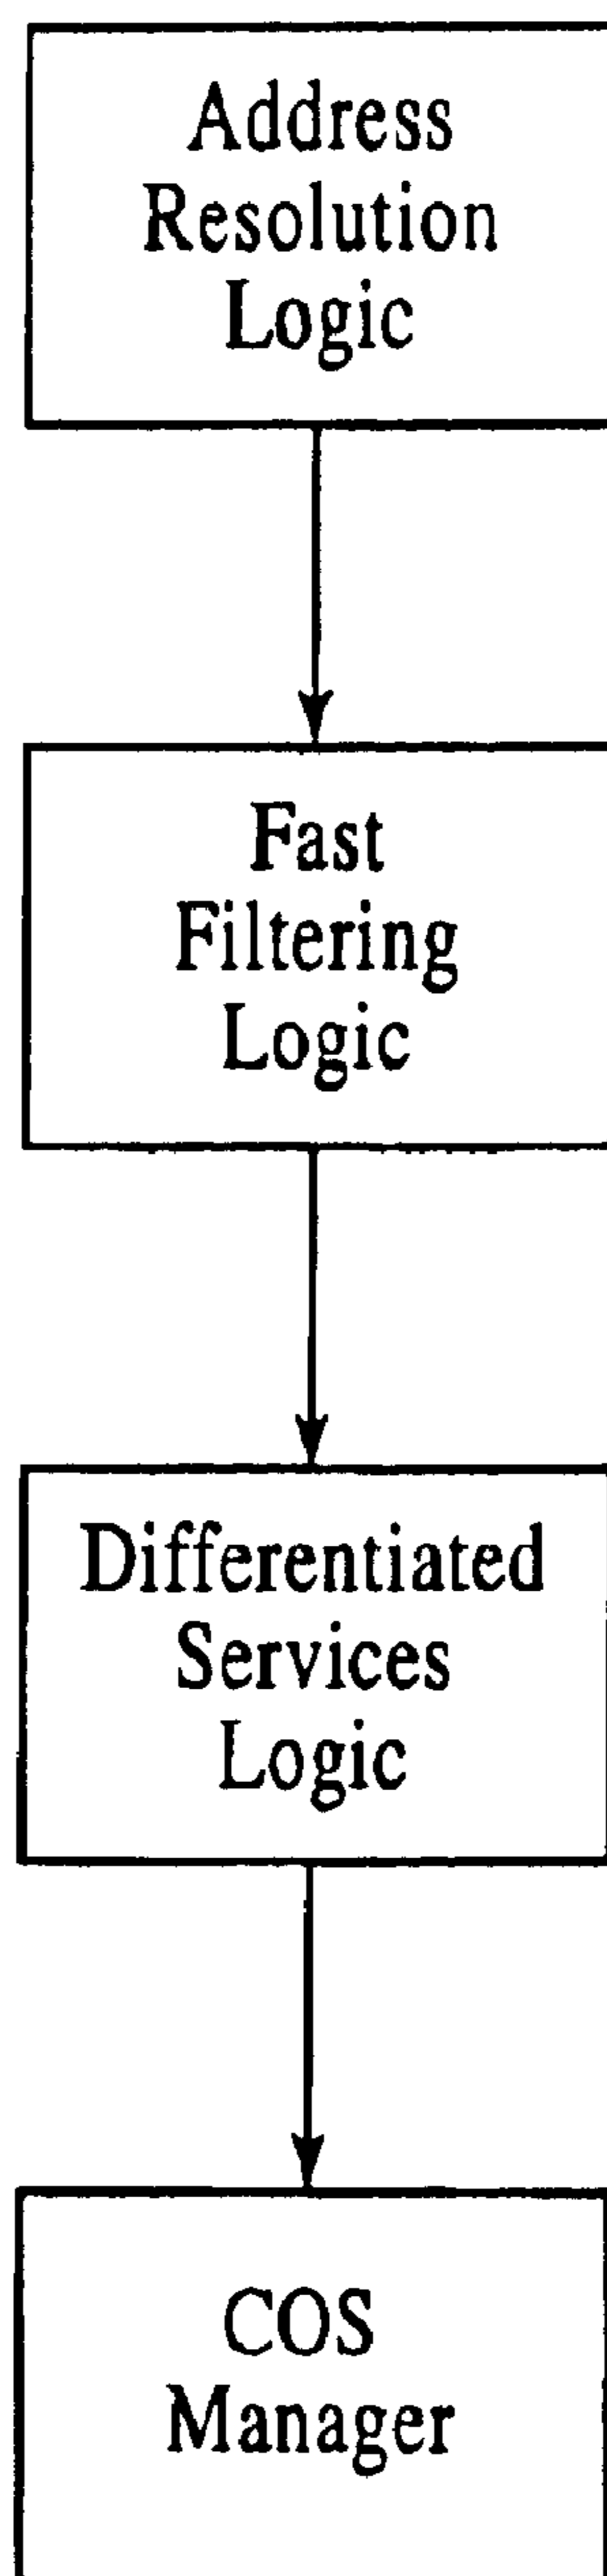 Address
Resolution
Logic
Fast
Filtering
Logic
Differentiated
Services
Logic
COS
Manager